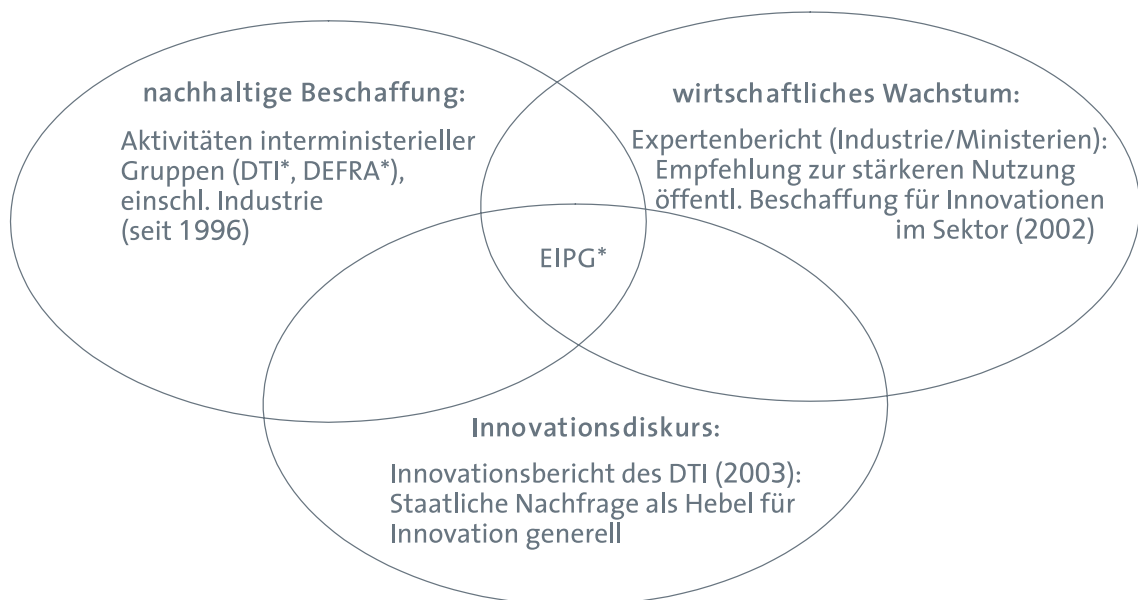 nachhaltige Beschaffung:
Aktivitäten interministerieller
Gruppen (DTI*, DEFRA*),
einschl. Industrie
(seit 1996)
wirtschaftliches Wachstum:
Expertenbericht (Industrie/Ministerien):
Empfehlung zur stärkeren Nutzung
öffentl. Beschaffung für Innovationen
im Sektor (2002)
EIPG*
Innovationsdiskurs:
Innovationsbericht des DTI (2003):
Staatliche Nachfrage als Hebel für
Innovation generell